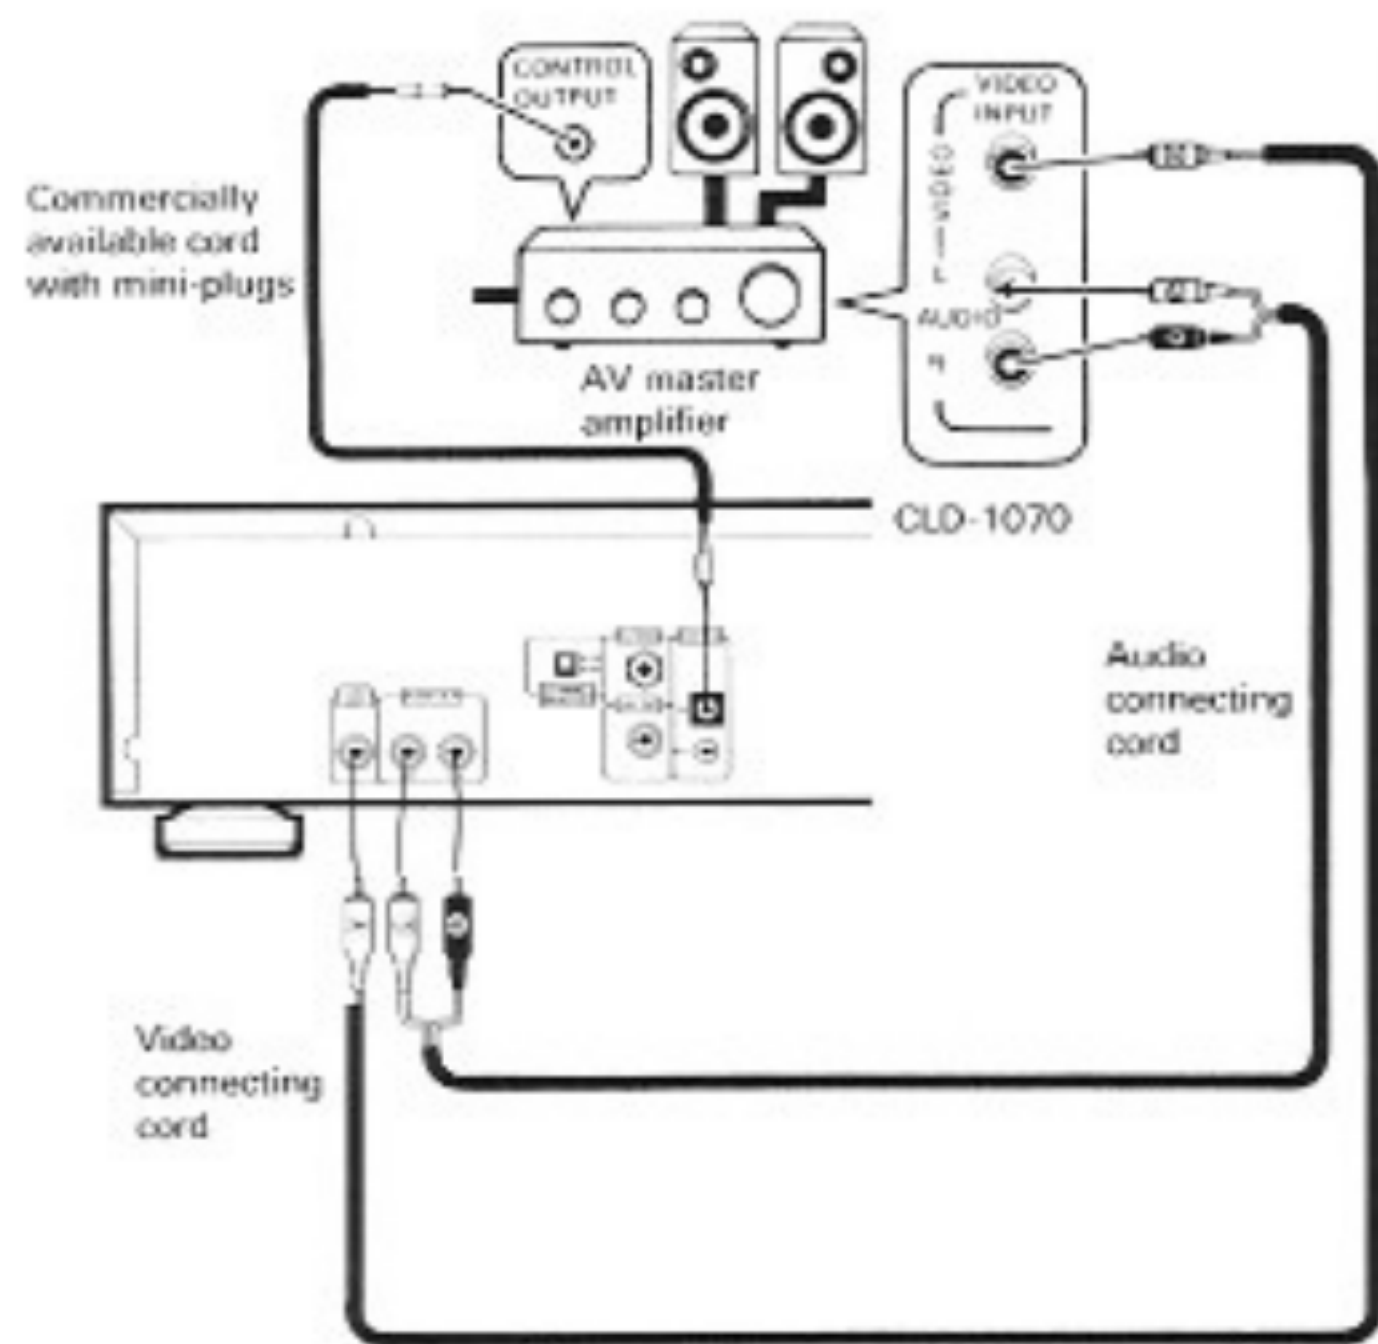 CONTROL
OUTPUT
VIDEO
INPUT
VIDEO
L
AUDIO
R
Commercially
available cord
with mini-plugs
AV master
amplifier
CLD-1070
Audio
connecting
cord
Video
connecting
cord